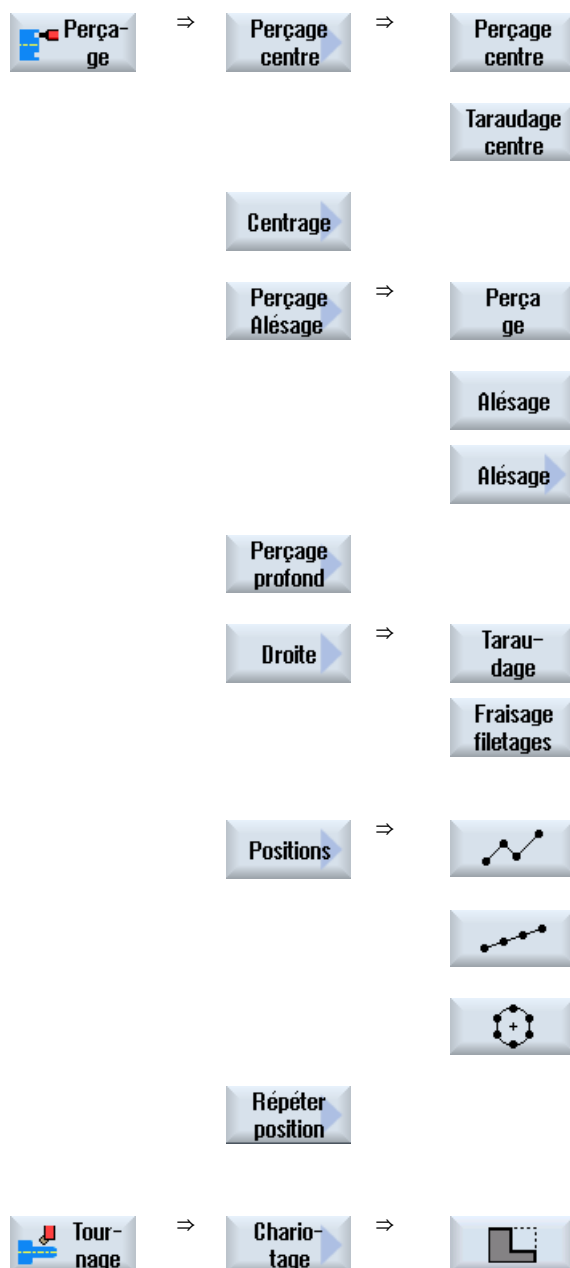 Perça- ⇒ Perçage ⇒ Perçage
ge centre centre
Taraudage
centre
Centrage
Perçage ⇒ Perça
Alésage ge
Alésage
Alésage
Perçage
profond
Droite ⇒ Tarau-
dage
Fraisage
filetages
Positions ⇒
Répéter
position
Tour- ⇒ Chario- ⇒
nage tage